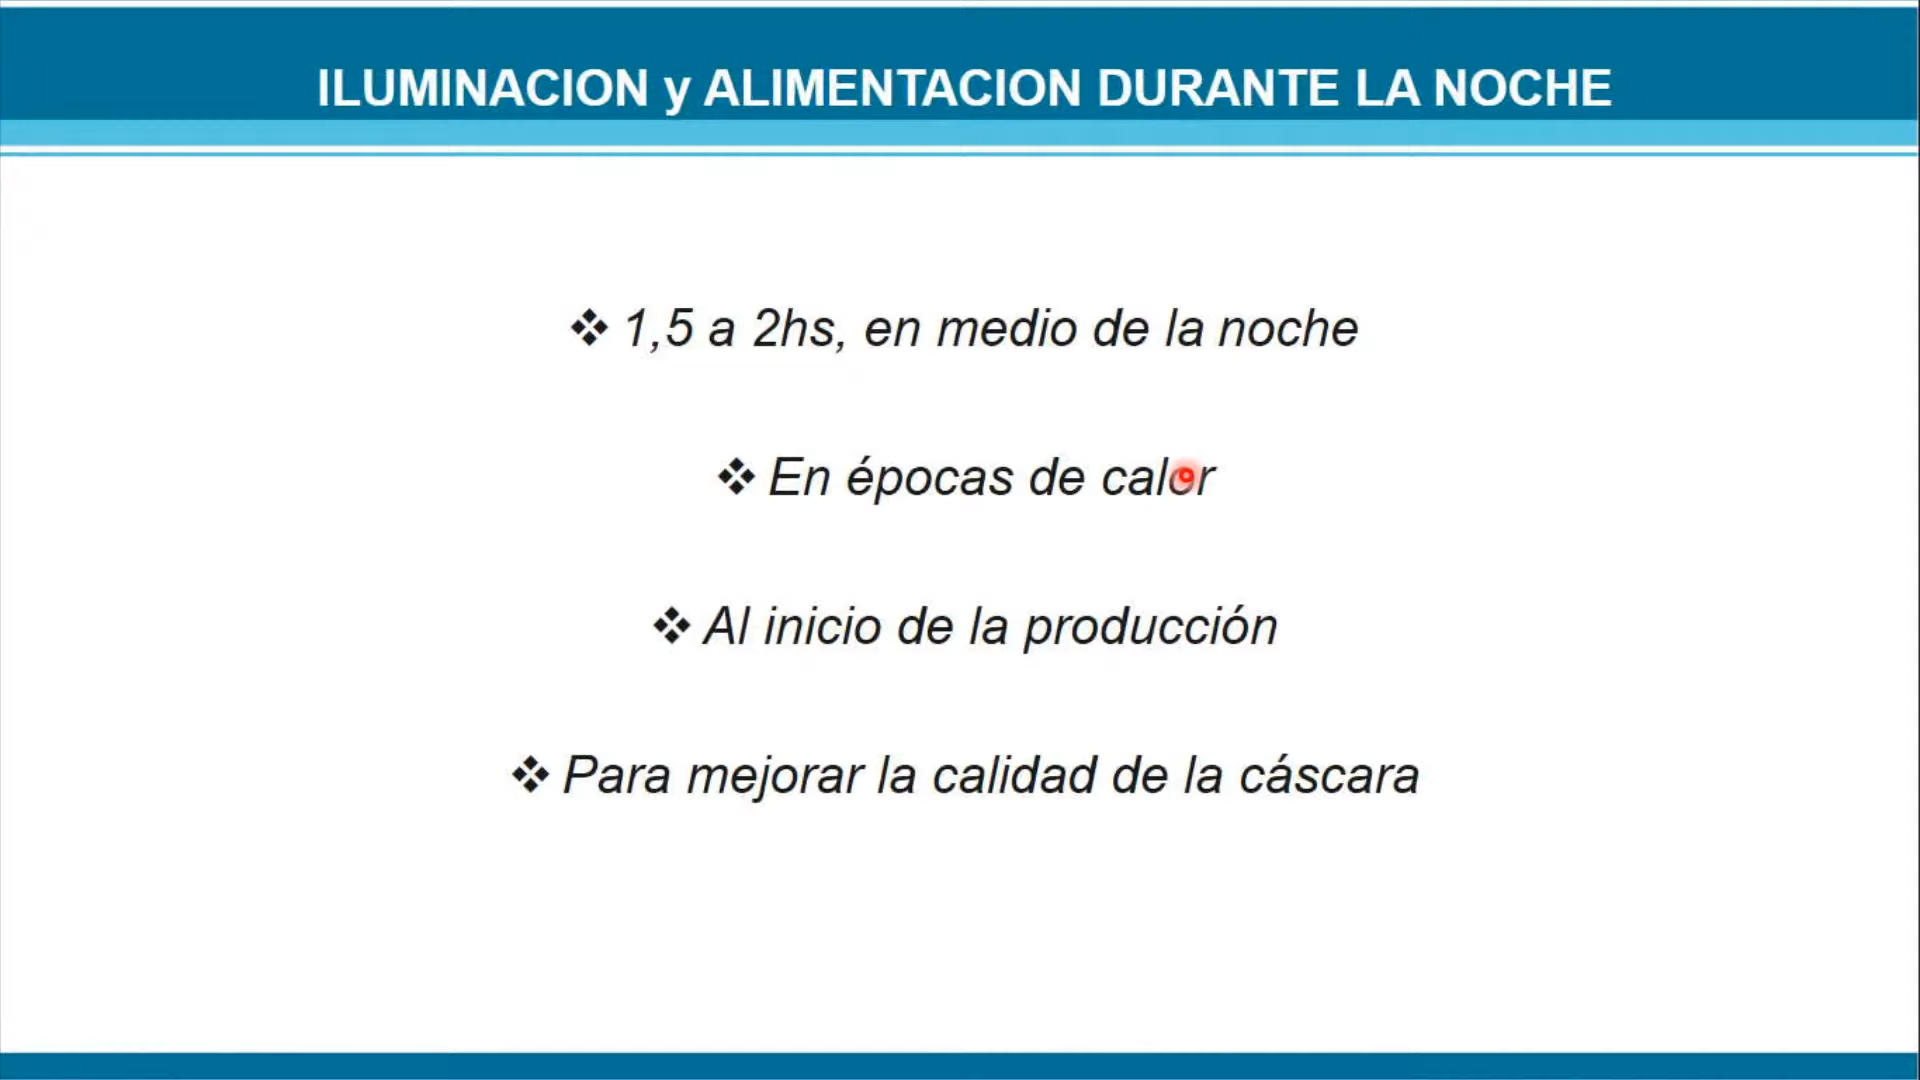 ILUMINACION y ALIMENTACION DURANTE LA NOCHE
❖ 1,5 a 2hs, en medio de la noche
❖ En épocas de calor
❖ Al inicio de la producción
❖ Para mejorar la calidad de la cáscara